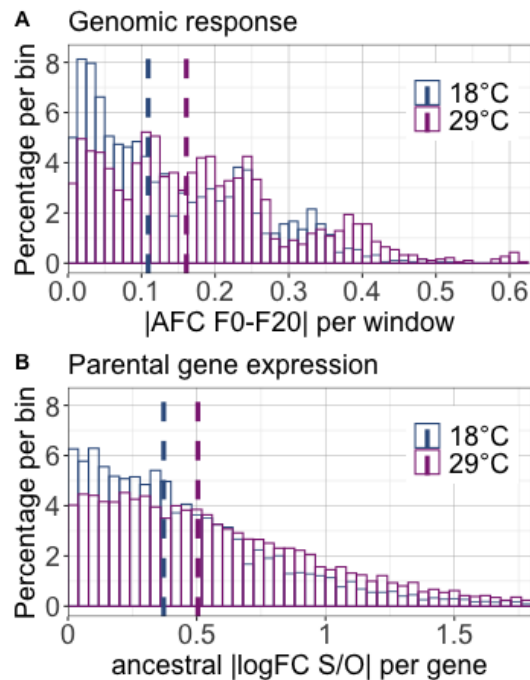 A Genomic response
Percentage per bin
8
6
4
2
0
18°C
29°C
0.0 0.1 0.2 0.3 0.4 0.5 0.6
|AFC F0-F20| per window
B Parental gene expression
Percentage per bin
8
6
4
2
0
18°C
29°C
0 0.5 1 1.5
ancestral |logFC S/O| per gene